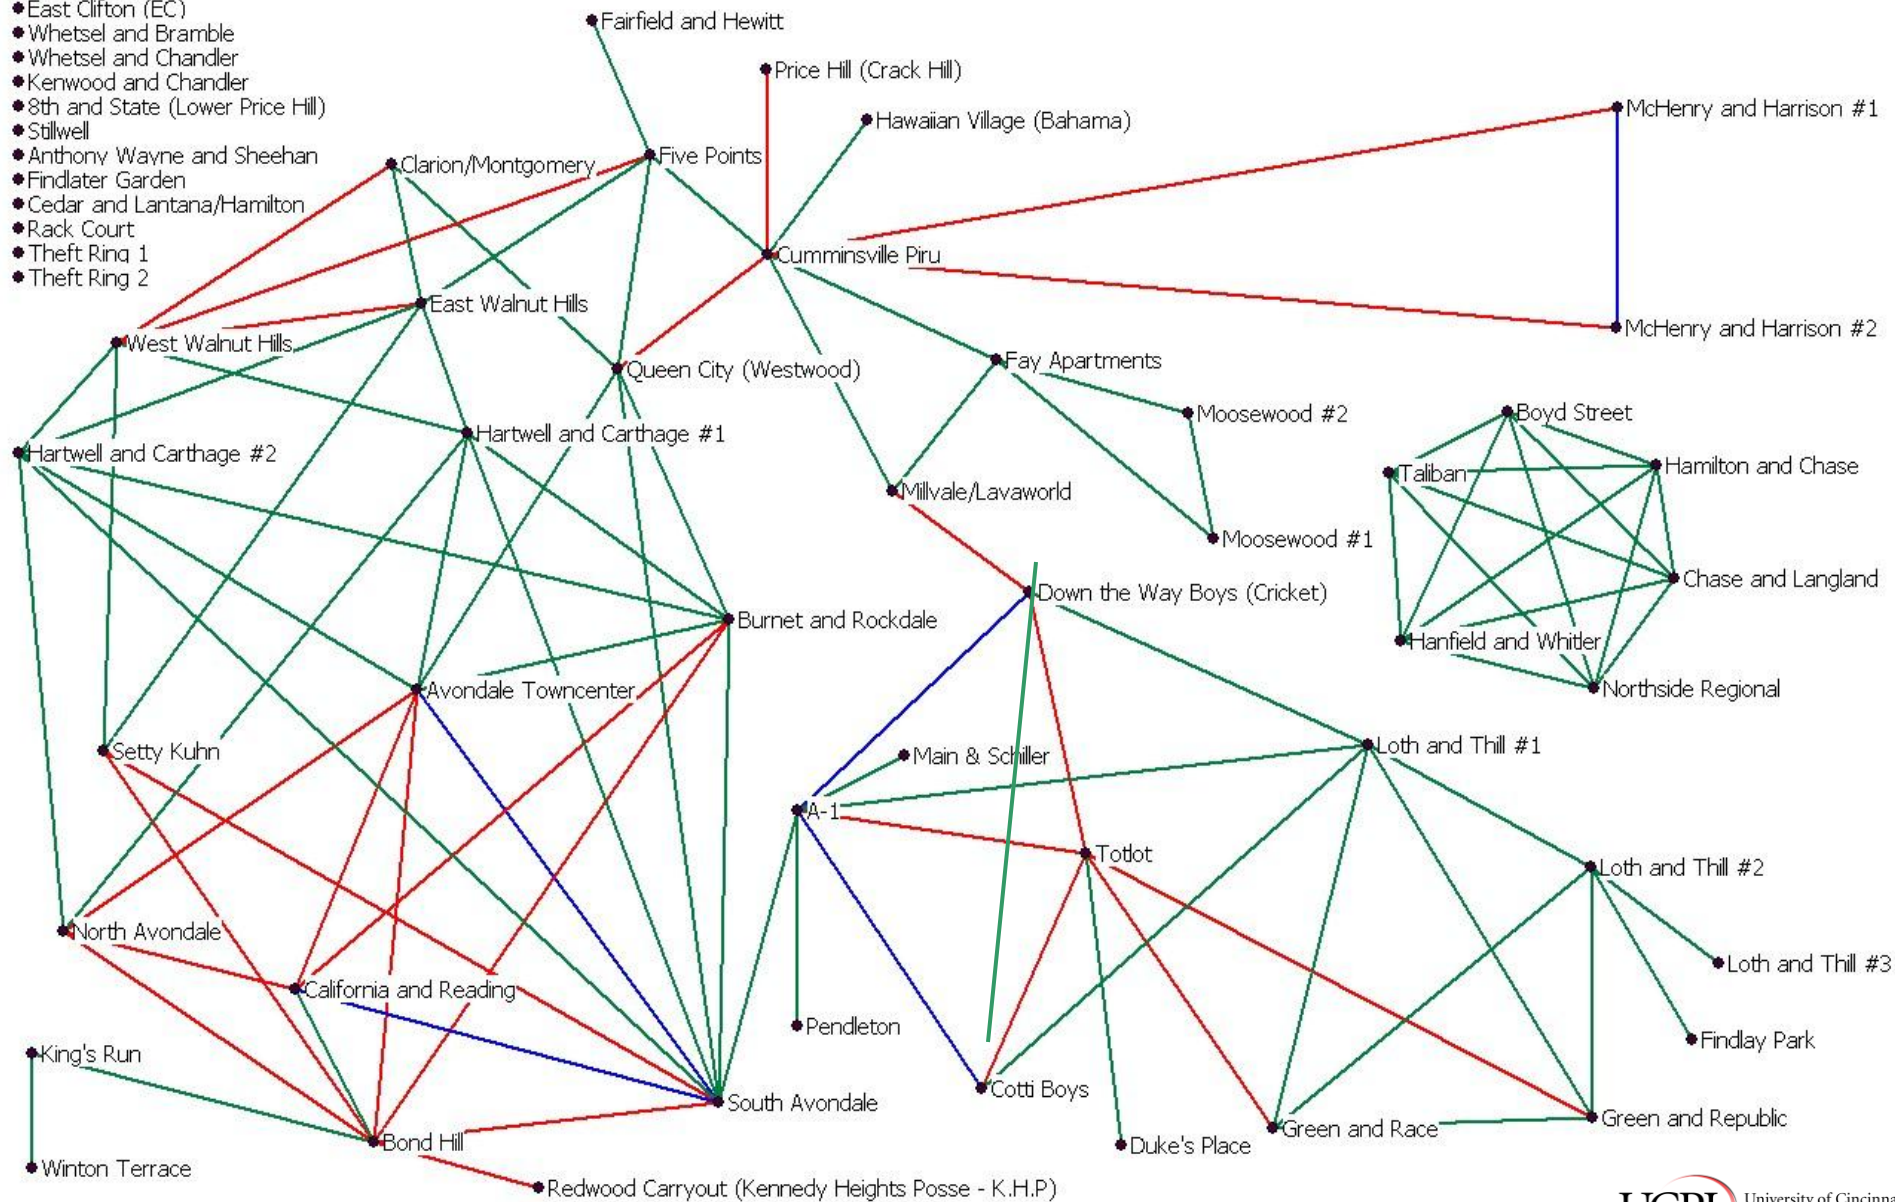 East Clifton (EC)
Whetsel and Bramble
Whetsel and Chandler
Kenwood and Chandler
8th and State (Lower Price Hill)
Stillwell
Anthony Wayne and Sheehan
Findlater Garden
Cedar and Lantana/Hamilton
Rack Court
Theft Ring 1
Theft Ring 2
Fairfield and Hewitt
Price Hill (Crack Hill)
Hawaiian Village (Bahama)
McHenry and Harrison #1
Clarion/Montgomery
Five Points
Cumminsville Piru
East Walnut Hills
McHenry and Harrison #2
West Walnut Hills
Queen City (Westwood)
Fay Apartments
Moosewood #2
Boyd Street
Hartwell and Carthage #1
Hartwell and Carthage #2
Taliban
Hamilton and Chase
Millvale/Lavaworld
Moosewood #1
Chase and Langland
Down the Way Boys (Cricket)
Burnet and Rockdale
Hanfield and Whitler
Avondale Towncenter
Northside Regional
Setty Kuhn
Main & Schiller
Loth and Thill #1
A-1
Totlot
Loth and Thill #2
North Avondale
Loth and Thill #3
California and Reading
Pendleton
Findlay Park
King's Run
Cotti Boys
South Avondale
Green and Race
Green and Republic
Bond Hill
Duke's Place
Winton Terrace
Redwood Carryout (Kennedy Heights Posse - K.H.P)